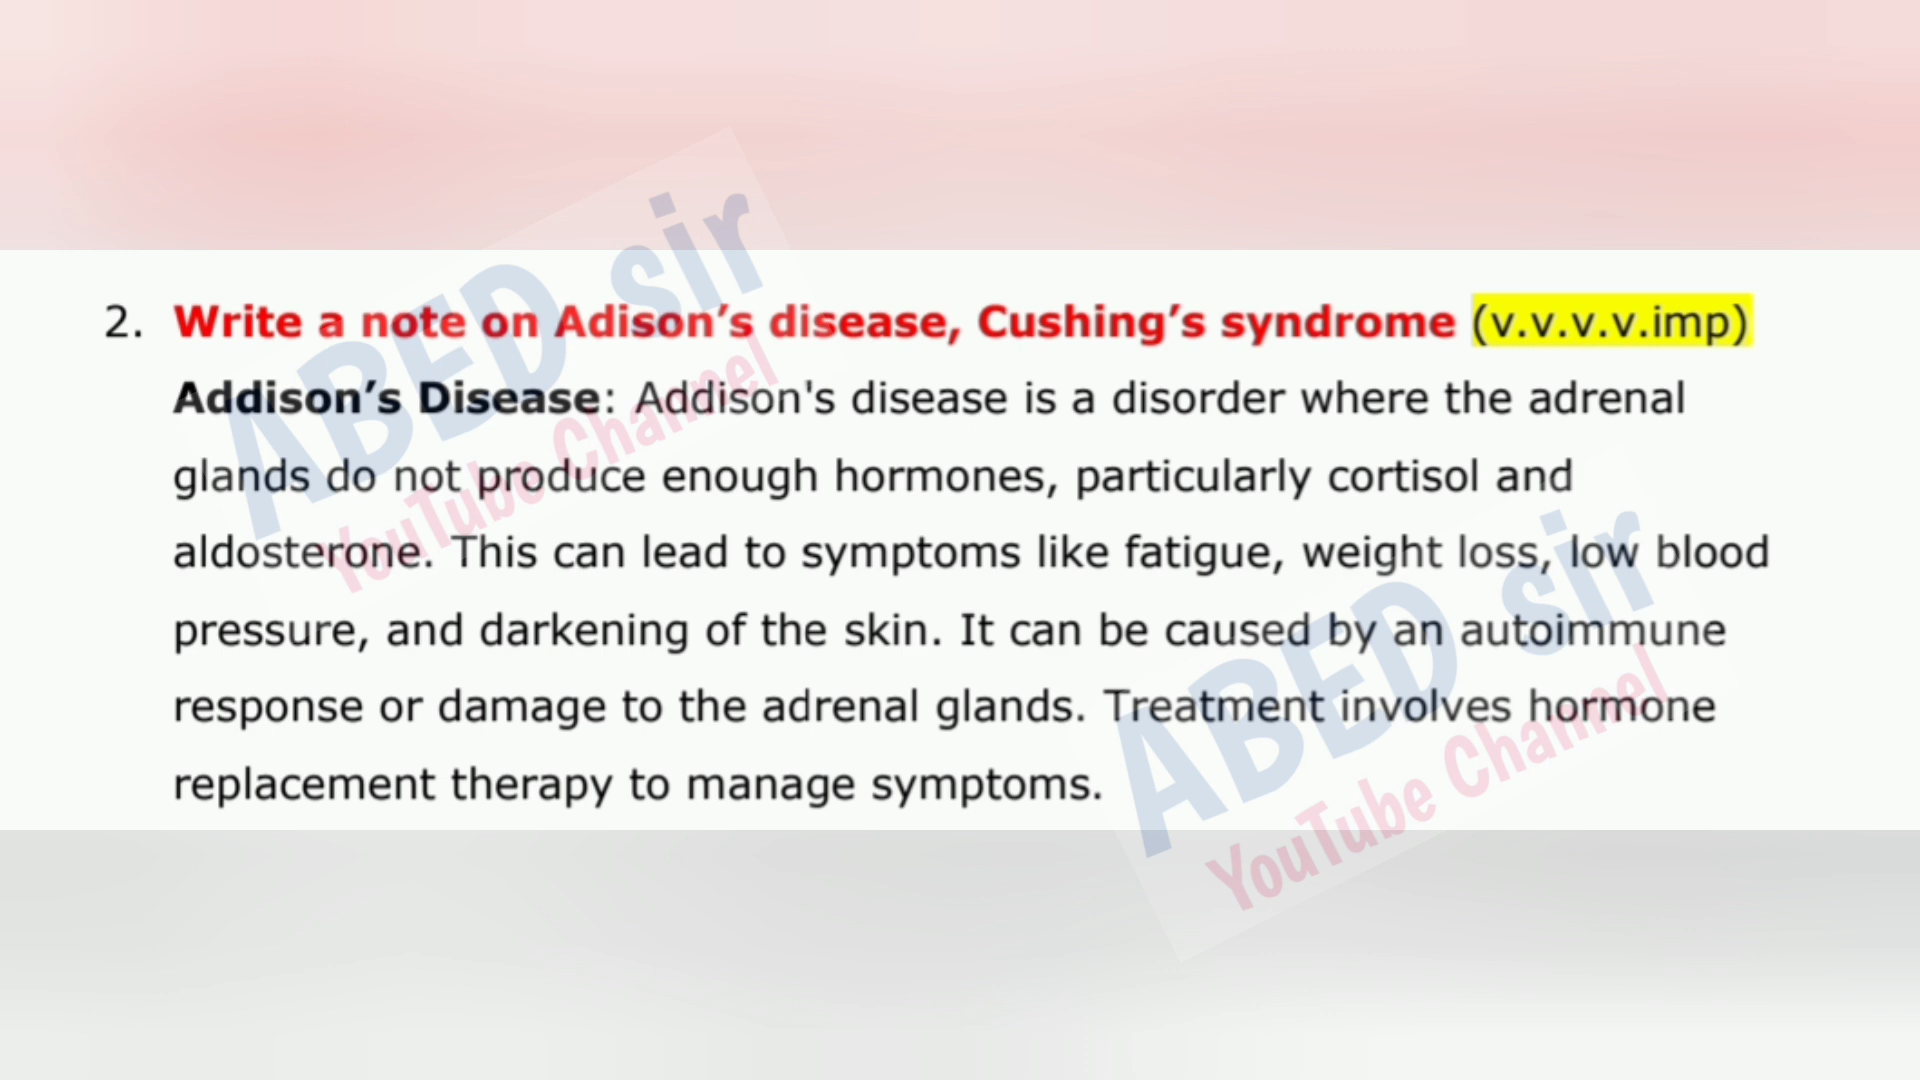 2. Write a note on Adison’s disease, Cushing’s syndrome (v.v.v.v.imp)
Addison’s Disease: Addison's disease is a disorder where the adrenal
glands do not produce enough hormones, particularly cortisol and
aldosterone. This can lead to symptoms like fatigue, weight loss, low blood
pressure, and darkening of the skin. It can be caused by an autoimmune
response or damage to the adrenal glands. Treatment involves hormone
replacement therapy to manage symptoms.
ABED sir
YouTube Channel
ABED sir
YouTube Channel